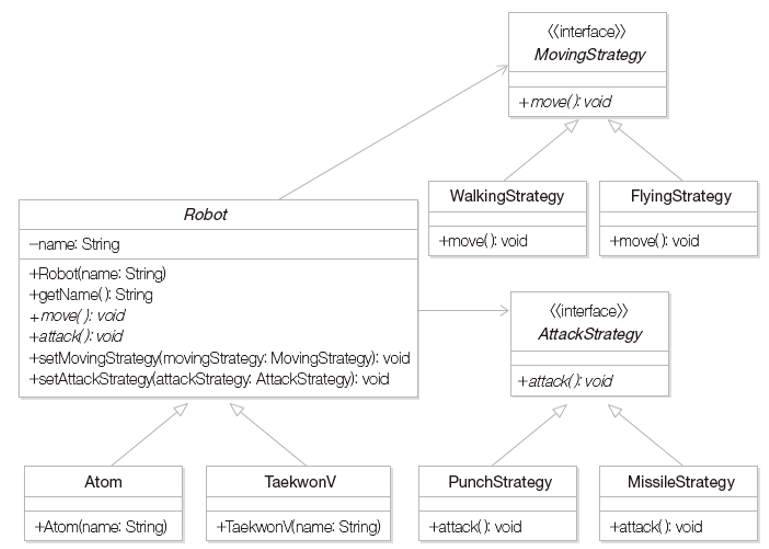 ⟨⟨interface⟩⟩
MovingStrategy
+move( ): void
WalkingStrategy
+move( ): void
FlyingStrategy
+move( ): void
Robot
−name: String
+Robot(name: String)
+getName( ): String
+move( ): void
+attack( ): void
+setMovingStrategy(movingStrategy: MovingStrategy): void
+setAttackStrategy(attackStrategy: AttackStrategy): void
⟨⟨interface⟩⟩
AttackStrategy
+attack( ): void
Atom
+Atom(name: String)
TaekwonV
+TaekwonV(name: String)
PunchStrategy
+attack( ): void
MissileStrategy
+attack( ): void